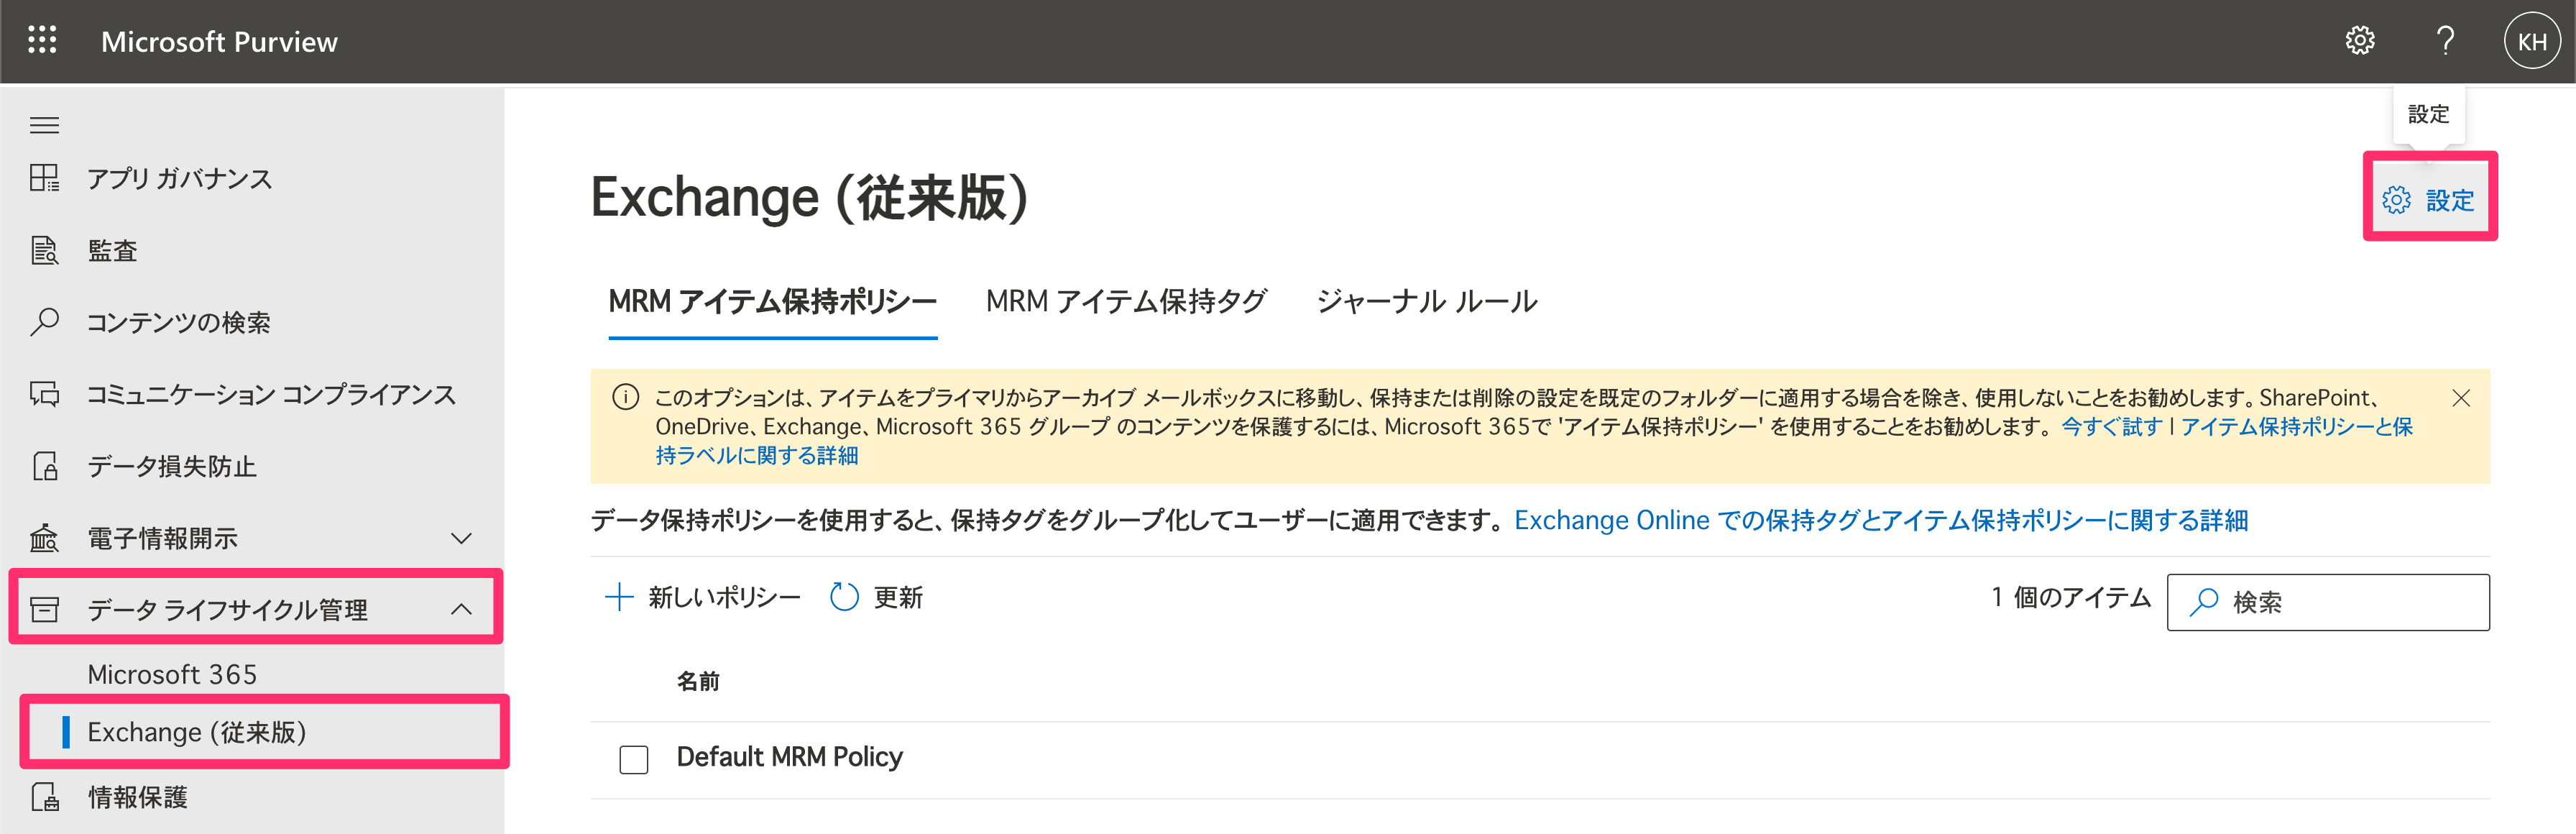 Microsoft Purview
KH
アプリ ガバナンス
監査
コンテンツの検索
コミュニケーション コンプライアンス
データ損失防止
電子情報開示
データ ライフサイクル管理
Microsoft 365
Exchange (従来版)
情報保護
設定
Exchange (従来版)
設定
MRM アイテム保持ポリシー
MRM アイテム保持タグ
ジャーナル ルール
このオプションは、アイテムをプライマリからアーカイブ メールボックスに移動し、保持または削除の設定を既定のフォルダーに適用する場合を除き、使用しないことをお勧めします。SharePoint、
OneDrive、Exchange、Microsoft 365 グループ のコンテンツを保護するには、Microsoft 365で 'アイテム保持ポリシー' を使用することをお勧めします。 今すぐ試す | アイテム保持ポリシーと保
持ラベルに関する詳細
データ保持ポリシーを使用すると、保持タグをグループ化してユーザーに適用できます。 Exchange Online での保持タグとアイテム保持ポリシーに関する詳細
新しいポリシー
更新
1 個のアイテム
検索
名前
Default MRM Policy